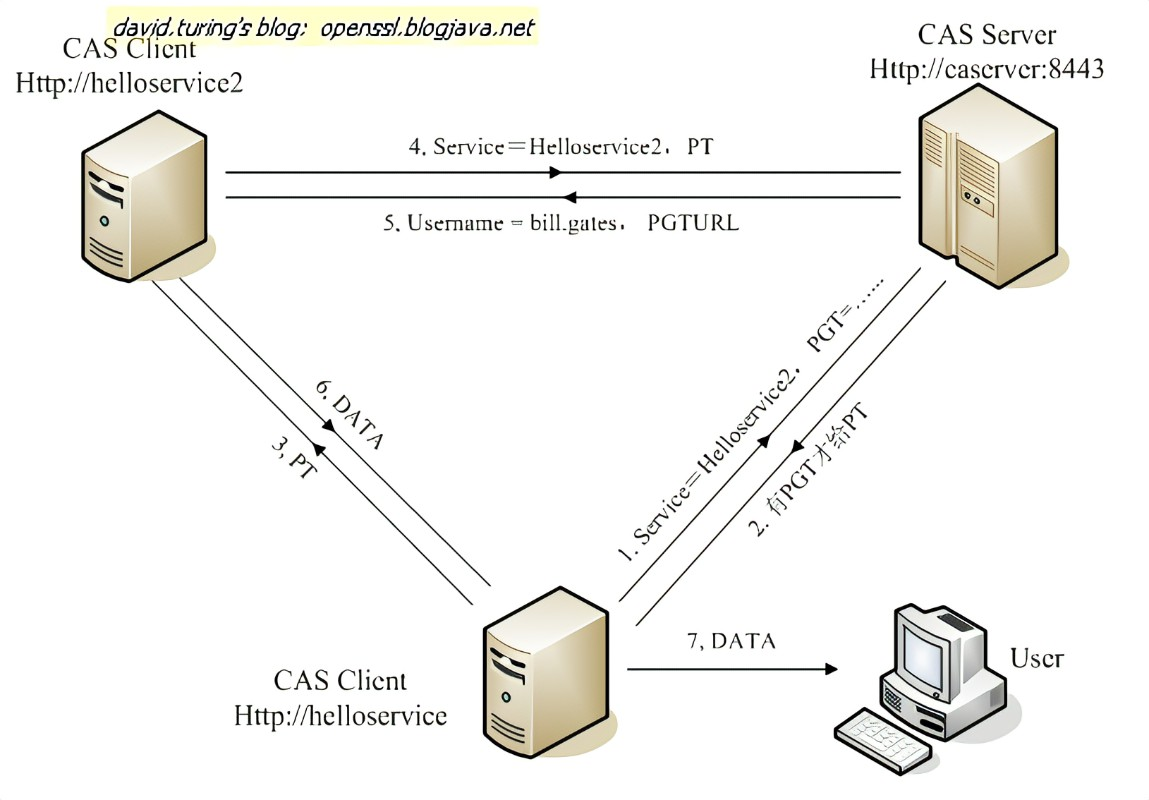 david.turing's blog: openssl.blogjava.net
CAS Client
Http://helloservice2
CAS Server
Http://caserver:8443
4. Service=Helloservice2, PT
5. Username = bill.gates, PGTURL
6. DATA
3, PT
1. Service=Helloservice2, PGT=......
2. 有PGT才给PT
7, DATA
User
CAS Client
Http://helloservice